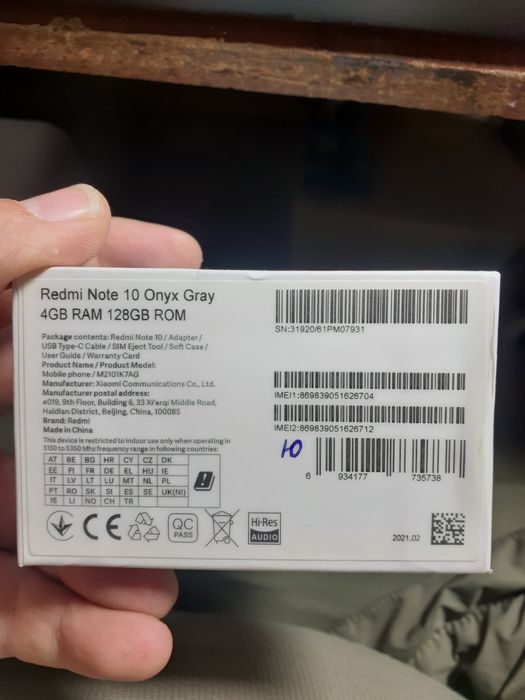 Redmi Note 10 Onyx Gray
4GB RAM 128GB ROM
Package contents: Redmi Note 10 / Adapter /
USB Type-C Cable / SIM Eject Tool / Soft Case /
User Guide / Warranty Card
Product Name / Product Model:
Mobile phone / M2101K7AG
Manufacturer: Xiaomi Communications Co., Ltd.
Manufacturer postal address:
#019, 9th Floor, Building 6, 33 Xi'erqi Middle Road,
Haidian District, Beijing, China, 100085
Brand: Redmi
Made in China
This device is restricted to indoor use only when operating in
5150 to 5350 Mhz frequency range in following countries:
AT BE BG HR CY CZ DK
EE FI FR DE EL HU IE
IT LV LT LU MT NL PL
PT RO SK SI ES SE UK(NI)
IS LI NO CH TR
CE
QC
PASS
Hi-Res
AUDIO
SN:31920/61PM07931
IMEI1:869839051626704
IMEI2:869839051626712
10
6 934177 735738
2021.02